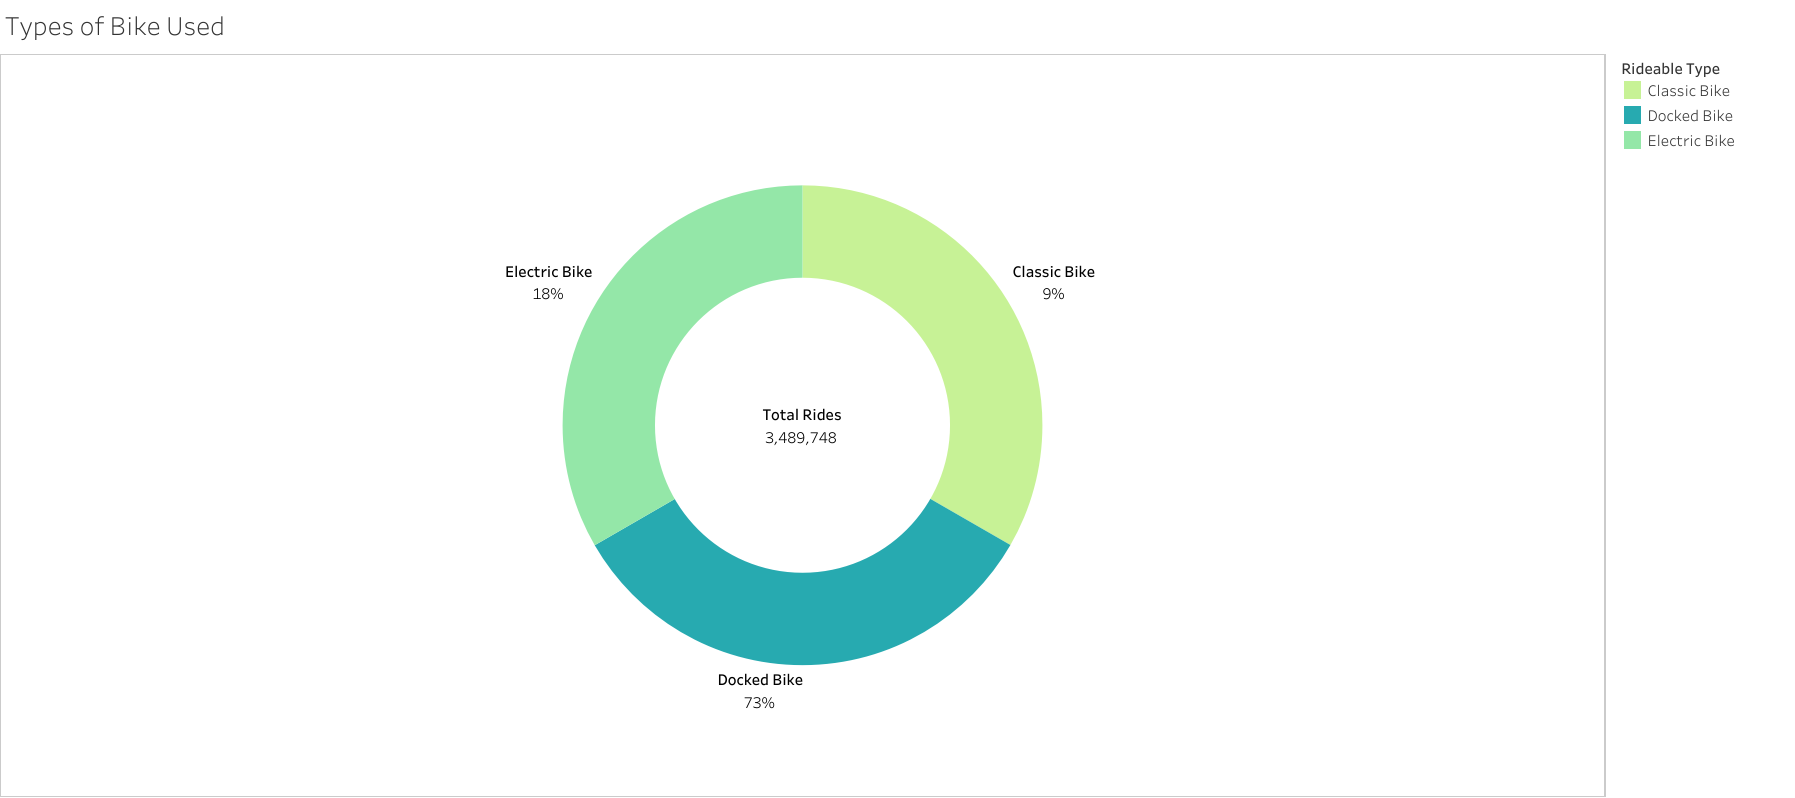 Types of Bike Used
Rideable Type
Classic Bike
Docked Bike
Electric Bike
Electric Bike
18%
Classic Bike
9%
Total Rides
3,489,748
Docked Bike
73%